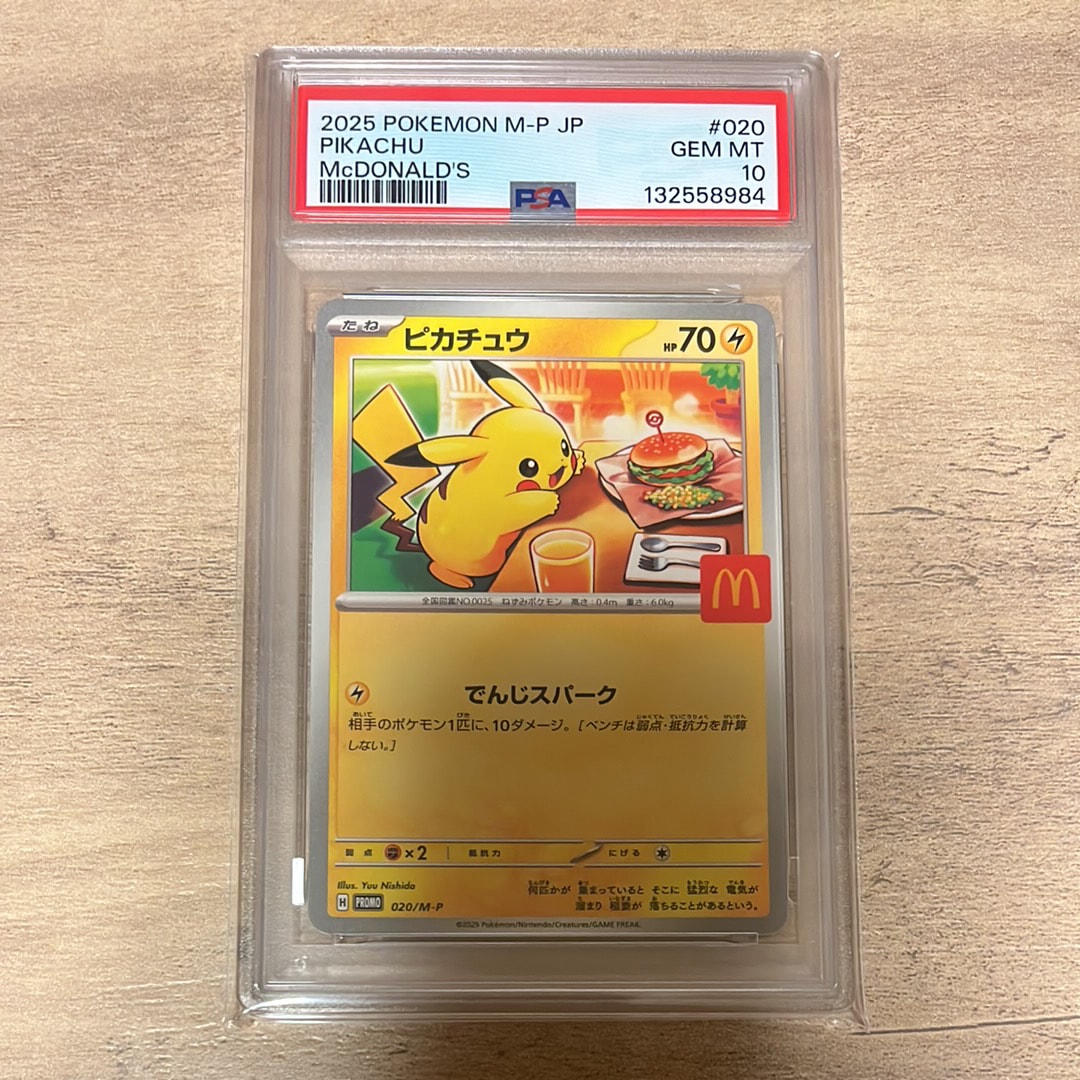 2025 POKEMON M-P JP #020
PIKACHU GEM MT
McDONALD'S 10
PSA 132558984
たね ピカチュウ HP70
全国図鑑NO.0025 ねずみポケモン 高さ:0.4m 重さ:6.0kg
でんじスパーク
相手のポケモン1匹に、10ダメージ。[ベンチは弱点・抵抗力を計算
しない。]
弱点 ×2 抵抗力 にげる
Illus. Yuu Nishida
何匹かが 集まっていると そこに 猛烈な 電気が
溜まり 稲妻が 落ちることがあるという。
H PROMO 020/M-P
©2025 Pokémon/Nintendo/Creatures/GAME FREAK.